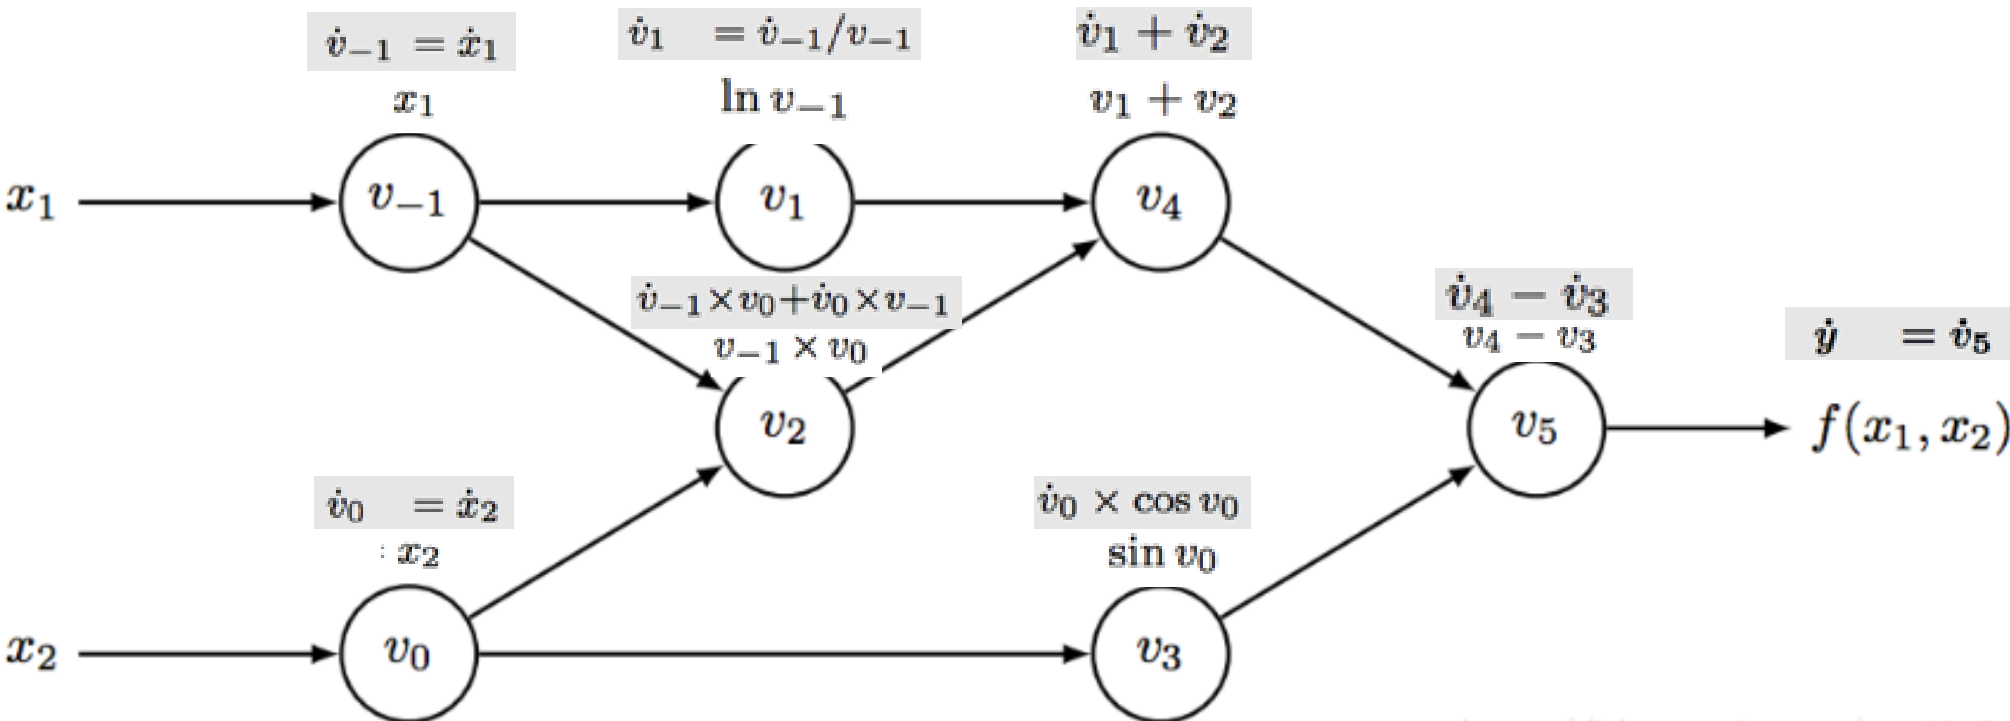 v̇₋₁ = ẋ₁
v̇₁ = v̇₋₁/v₋₁
v̇₁ + v̇₂
x₁
ln v₋₁
v₁ + v₂
x₁
v₋₁
v₁
v₄
v̇₋₁×v₀+v̇₀×v₋₁
v₋₁ × v₀
v̇₄ − v̇₃
v₄ − v₃
ẏ = v̇₅
v₂
v₅
f(x₁, x₂)
v̇₀ = ẋ₂
: x₂
v̇₀ × cos v₀
sin v₀
x₂
v₀
v₃